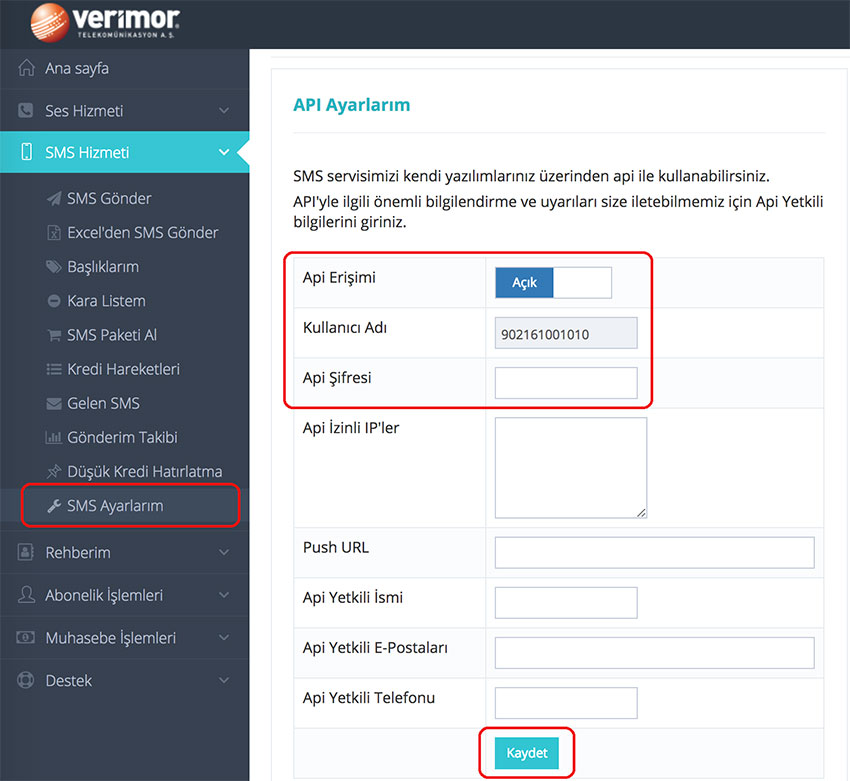 verimor
TELEKOMÜNİKASYON A.Ş.
Ana sayfa
Ses Hizmeti
SMS Hizmeti
SMS Gönder
Excel'den SMS Gönder
Başlıklarım
Kara Listem
SMS Paketi Al
Kredi Hareketleri
Gelen SMS
Gönderim Takibi
Düşük Kredi Hatırlatma
SMS Ayarlarım
Rehberim
Abonelik İşlemleri
Muhasebe İşlemleri
Destek
API Ayarlarım
SMS servisimizi kendi yazılımlarınız üzerinden api ile kullanabilirsiniz.
API'yle ilgili önemli bilgilendirme ve uyarıları size iletebilmemiz için Api Yetkili
bilgilerini giriniz.
Api Erişimi
Açık
Kullanıcı Adı
902161001010
Api Şifresi
Api İzinli IP'ler
Push URL
Api Yetkili İsmi
Api Yetkili E-Postaları
Api Yetkili Telefonu
Kaydet